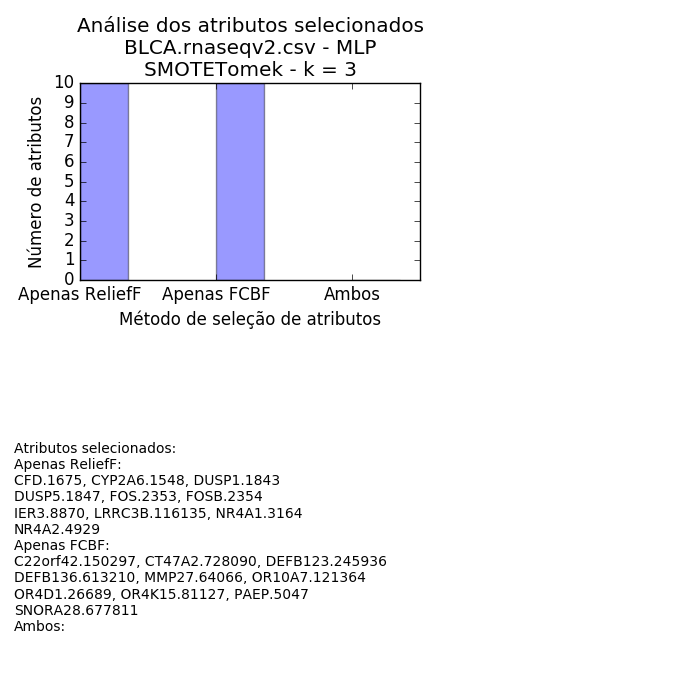 Análise dos atributos selecionados
BLCA.rnaseqv2.csv - MLP
SMOTETomek - k = 3
10
9
8
7
6
5
4
3
2
1
0
Número de atributos
Apenas ReliefF
Apenas FCBF
Ambos
Método de seleção de atributos
Atributos selecionados:
Apenas ReliefF:
CFD.1675, CYP2A6.1548, DUSP1.1843
DUSP5.1847, FOS.2353, FOSB.2354
IER3.8870, LRRC3B.116135, NR4A1.3164
NR4A2.4929
Apenas FCBF:
C22orf42.150297, CT47A2.728090, DEFB123.245936
DEFB136.613210, MMP27.64066, OR10A7.121364
OR4D1.26689, OR4K15.81127, PAEP.5047
SNORA28.677811
Ambos: